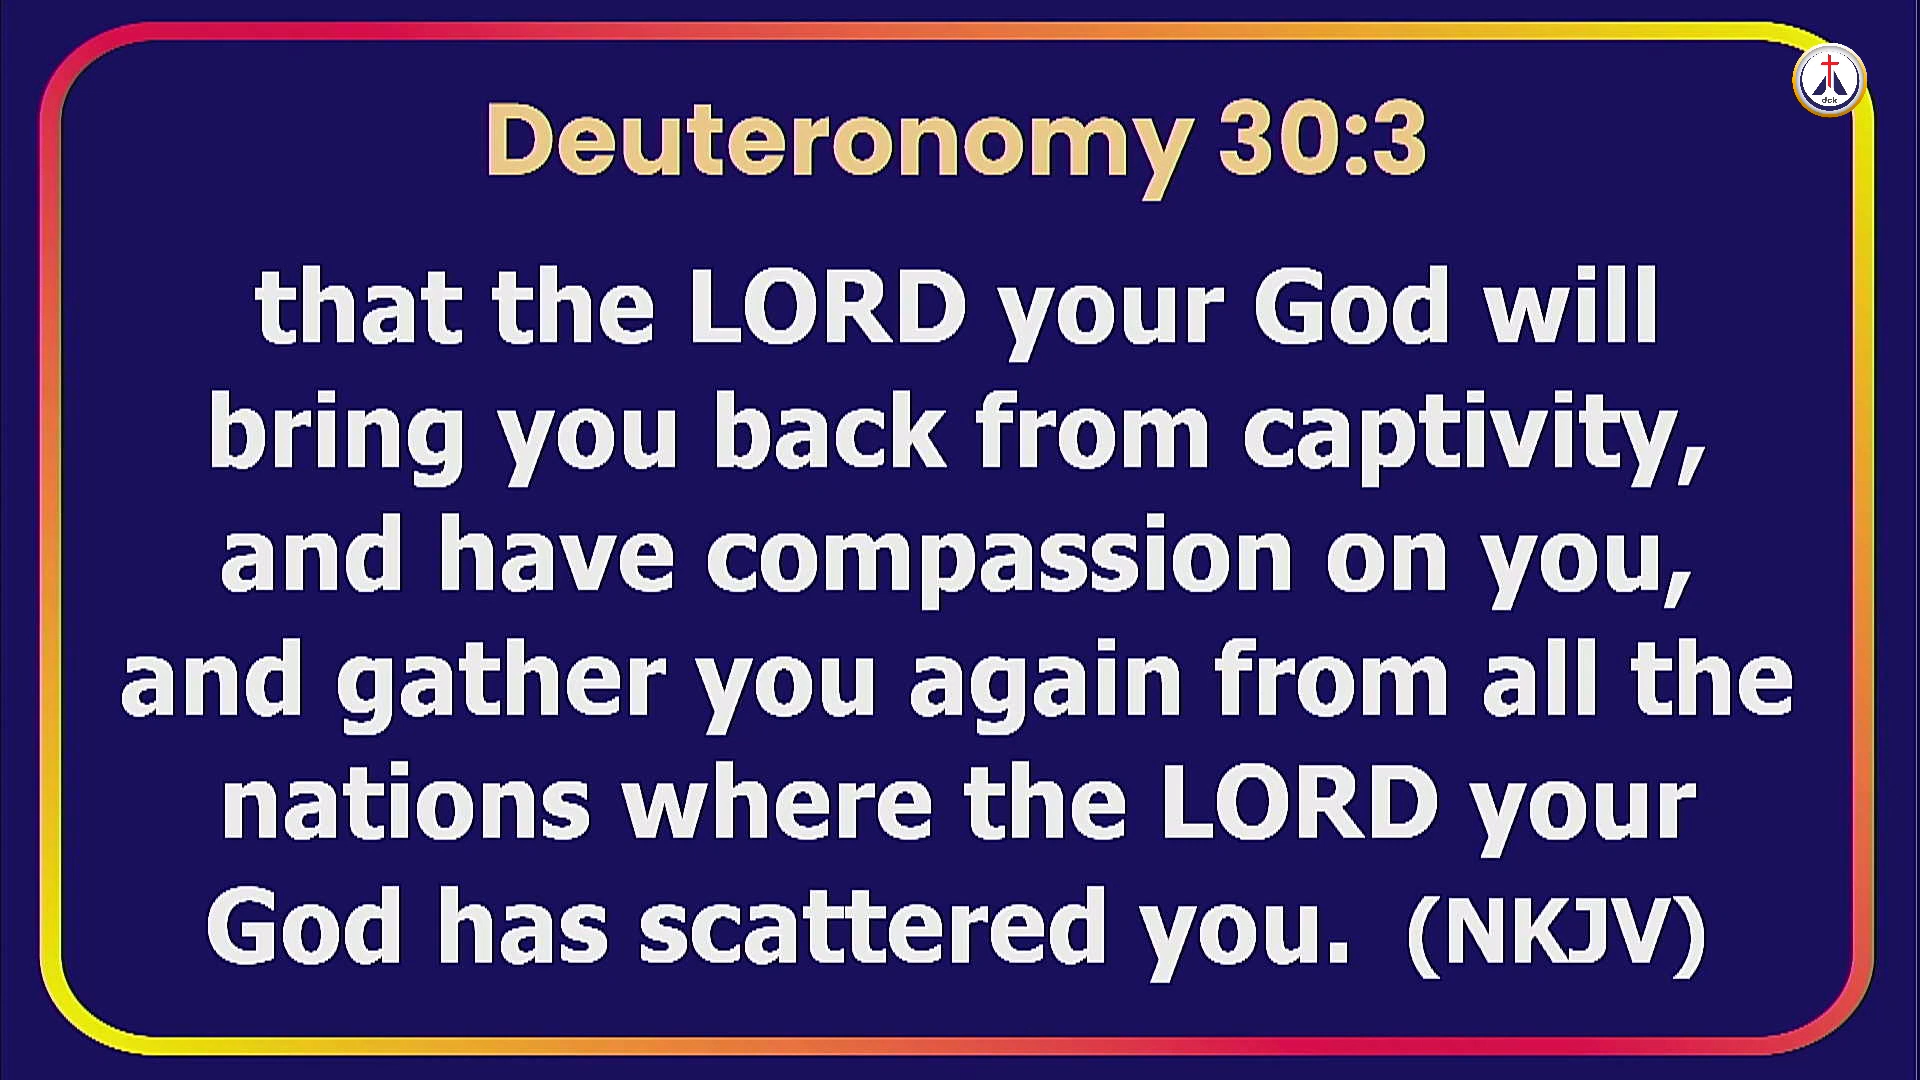 Deuteronomy 30:3
that the LORD your God will
bring you back from captivity,
and have compassion on you,
and gather you again from all the
nations where the LORD your
God has scattered you.  (NKJV)
dck